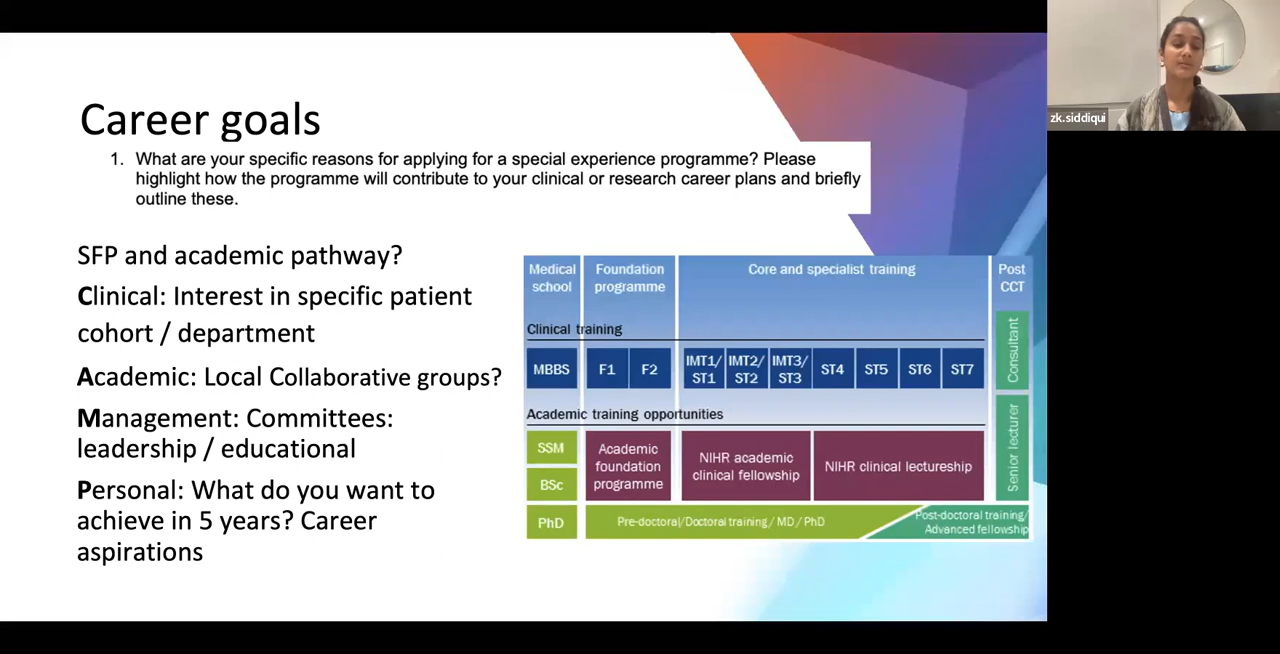 Career goals
1. What are your specific reasons for applying for a special experience programme? Please
highlight how the programme will contribute to your clinical or research career plans and briefly
outline these.
SFP and academic pathway?
Clinical: Interest in specific patient
cohort / department
Academic: Local Collaborative groups?
Management: Committees:
leadership / educational
Personal: What do you want to
achieve in 5 years? Career
aspirations
Medical
school
Foundation
programme
Core and specialist training
Post
CCT
Clinical training
MBBS
F1
F2
IMT1/
ST1
IMT2/
ST2
IMT3/
ST3
ST4
ST5
ST6
ST7
Consultant
Academic training opportunities
SSM
BSc
Academic
foundation
programme
NIHR academic
clinical fellowship
NIHR clinical lectureship
Senior lecturer
PhD
Pre-doctoral/Doctoral training / MD / PhD
Post-doctoral training/
Advanced fellowship
zk.siddiqui